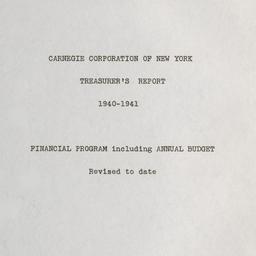 CARNEGIE CORPORATION OF NEW YORK
TREASURER'S REPORT
1940-1941
FINANCIAL PROGRAM including ANNUAL BUDGET
Revised to date